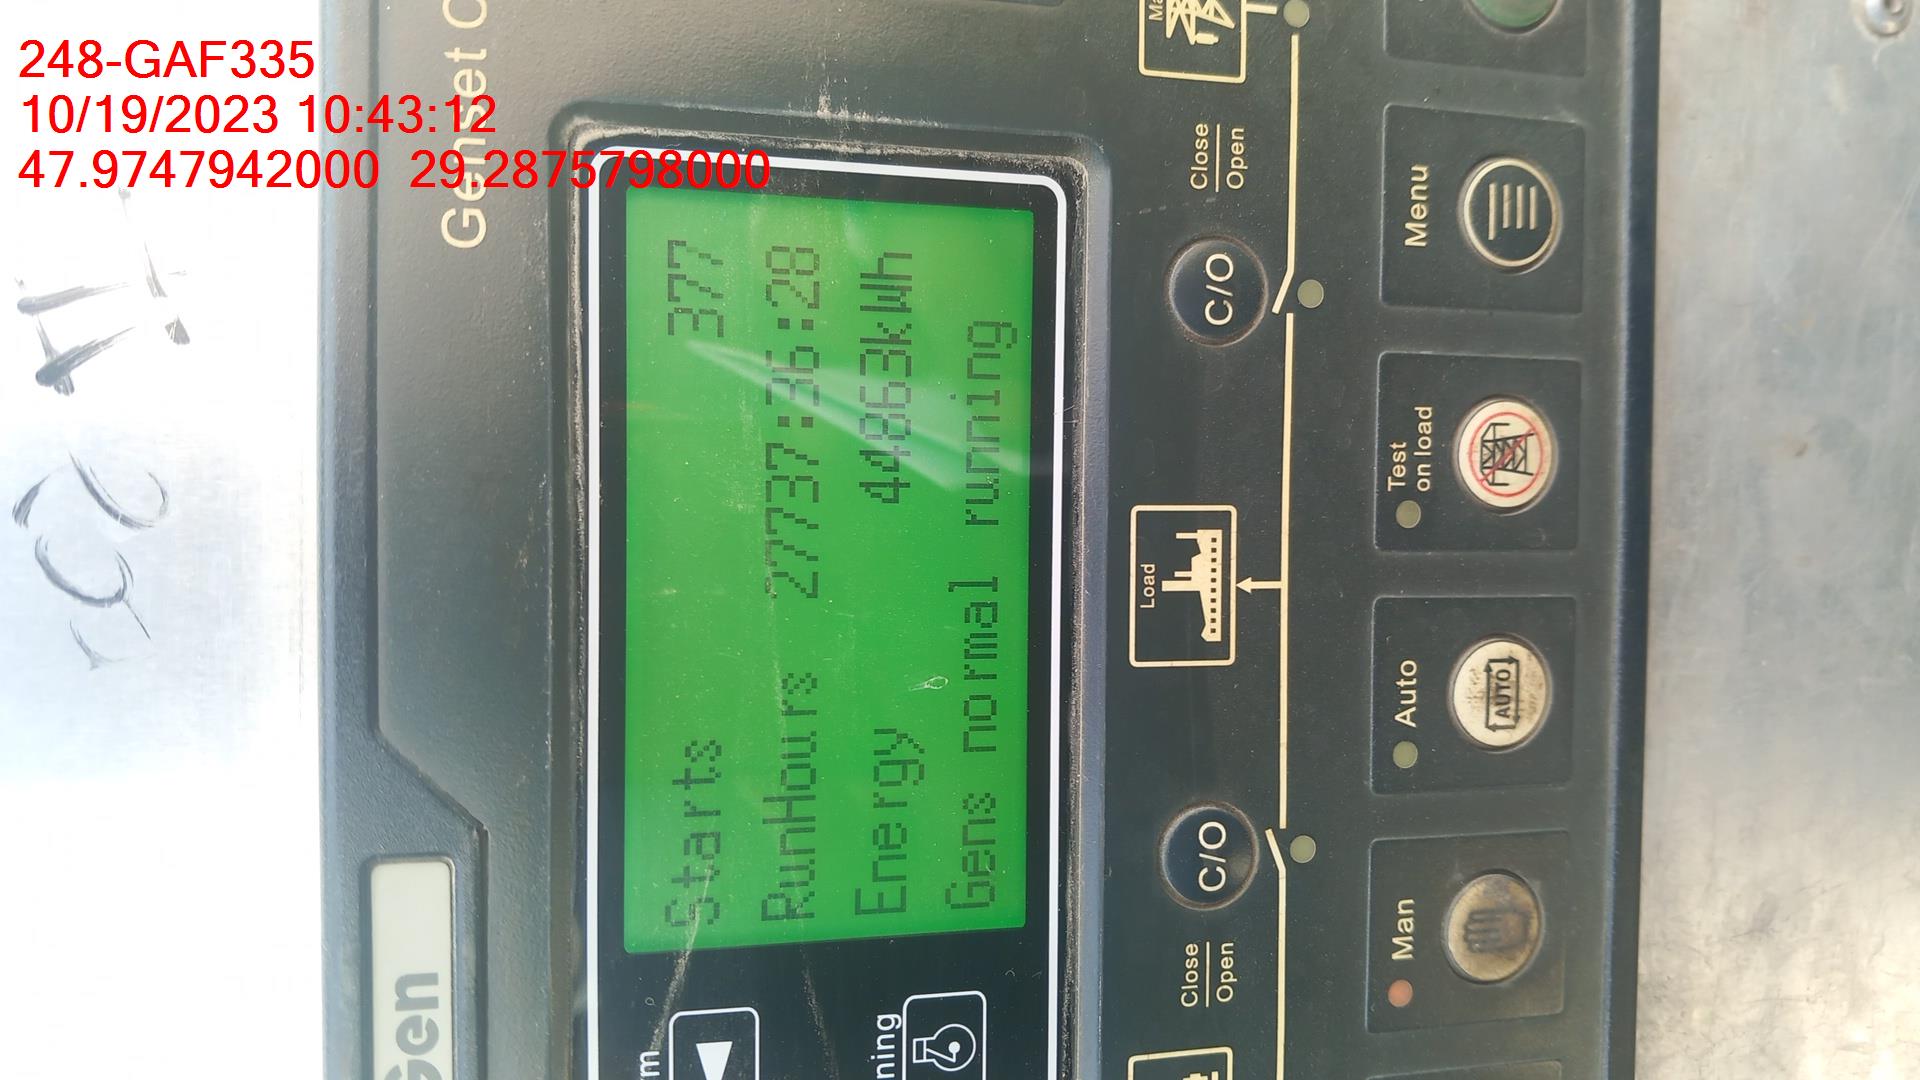 248-GAF335
10/19/2023 10:43:12
47.9747942000 29.2875798000
Genset
Gen
Starts 377
RunHours 27737:36:28
Energy 44863kWh
Gens normal running
Close
Open
C/O
Load
Close
Open
C/O
Man
Auto
AUTO
Test
on load
Menu